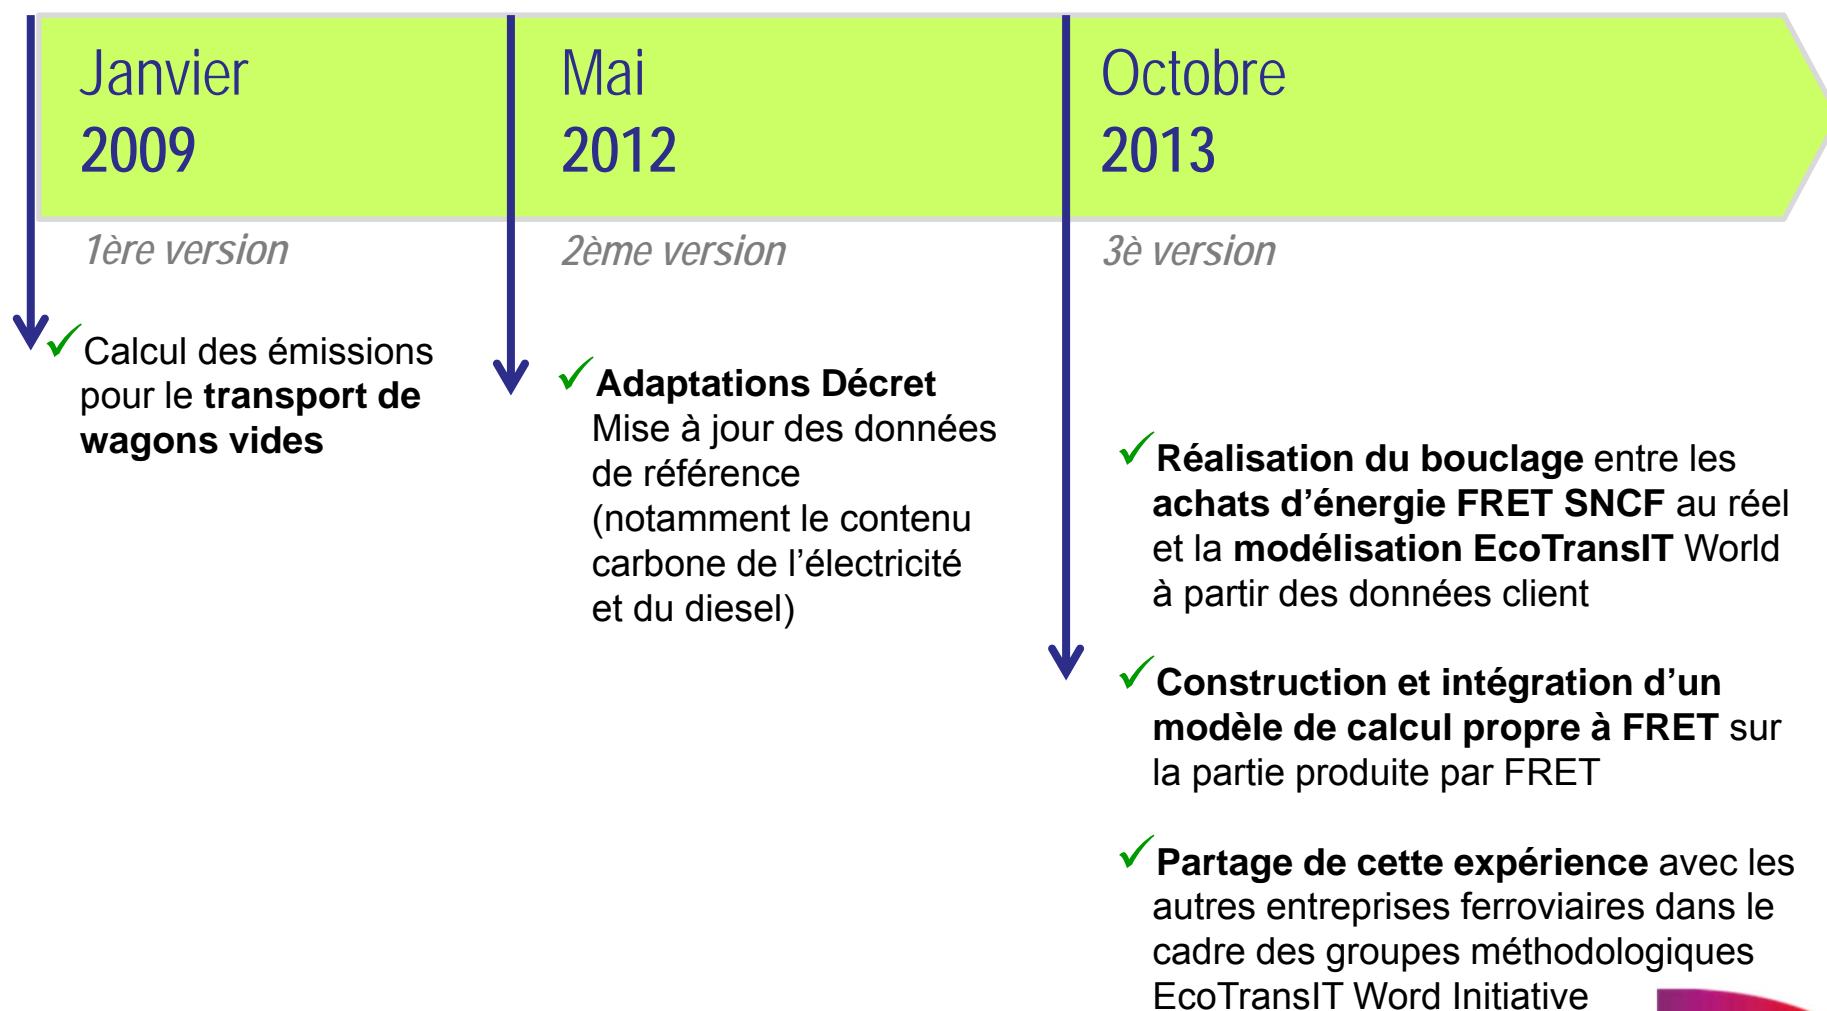 Janvier
2009
1ère version
Calcul des émissions
pour le transport de
wagons vides
Mai
2012
2ème version
Adaptations Décret
Mise à jour des données
de référence
(notamment le contenu
carbone de l’électricité
et du diesel)
Octobre
2013
3è version
Réalisation du bouclage entre les
achats d’énergie FRET SNCF au réel
et la modélisation EcoTransIT World
à partir des données client
Construction et intégration d’un
modèle de calcul propre à FRET sur
la partie produite par FRET
Partage de cette expérience avec les
autres entreprises ferroviaires dans le
cadre des groupes méthodologiques
EcoTransIT Word Initiative